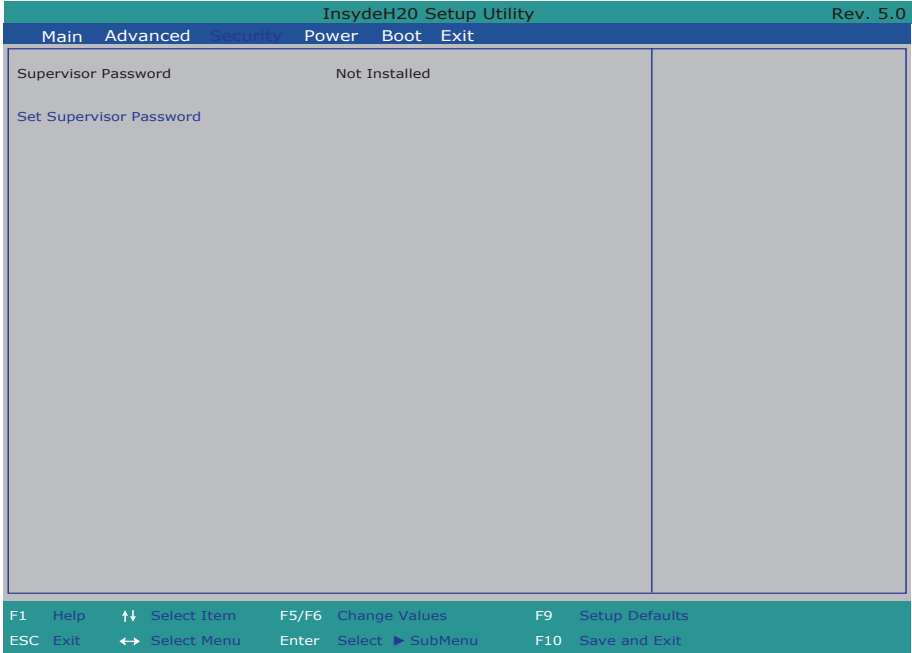 InsydeH20 Setup Utility Rev. 5.0
Main Advanced Security Power Boot Exit
Supervisor Password Not Installed
Set Supervisor Password
F1 Help ↑↓ Select Item F5/F6 Change Values F9 Setup Defaults
ESC Exit ←→ Select Menu Enter Select ▶ SubMenu F10 Save and Exit